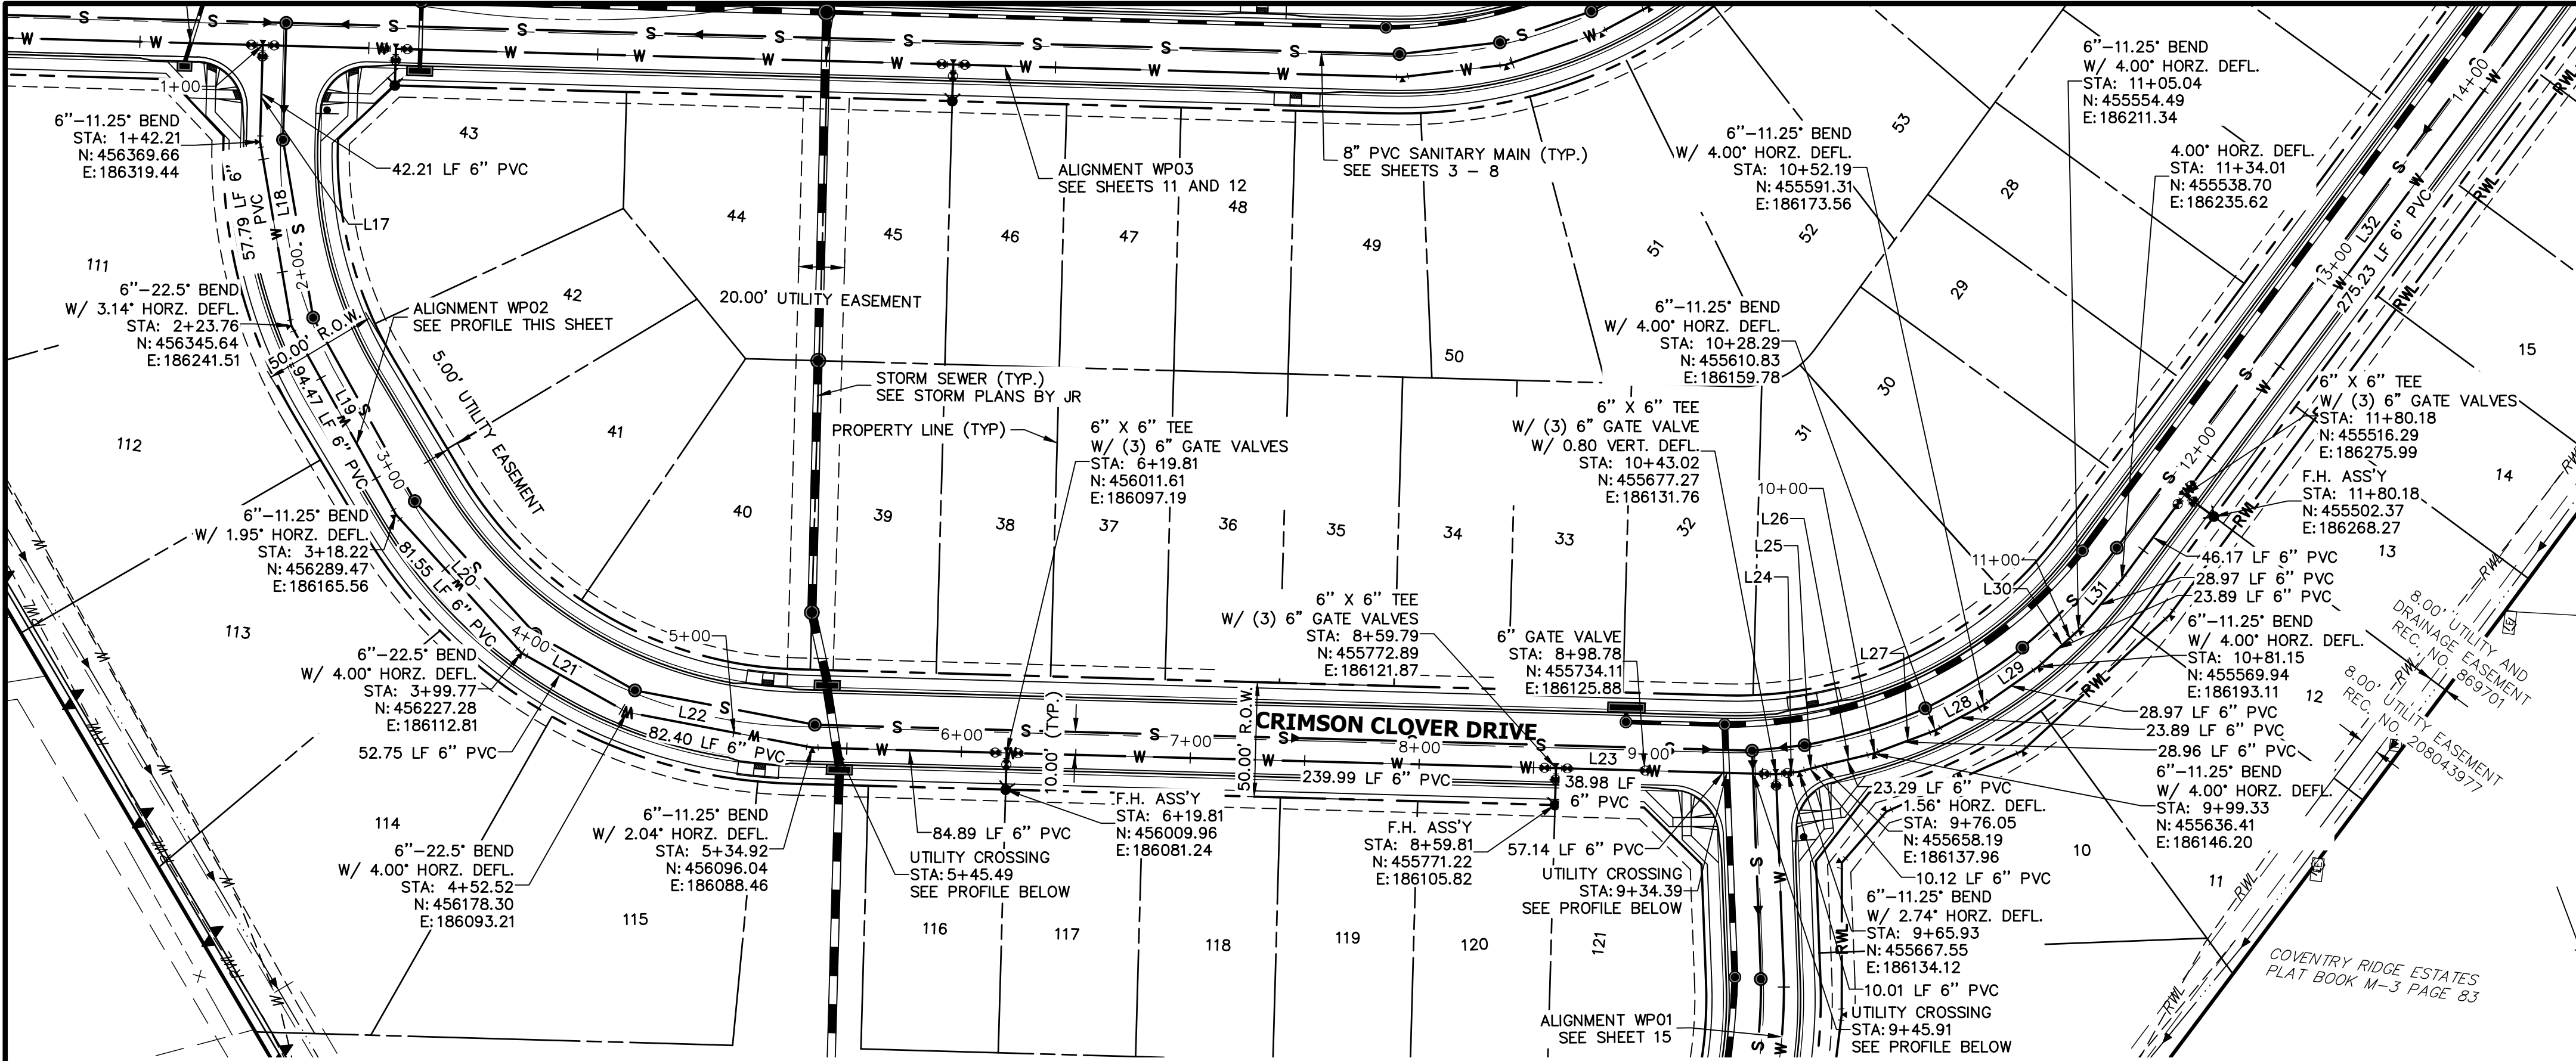 6"-11.25° BEND
STA: 1+42.21
N: 456369.66
E: 186319.44
1+00
42.21 LF 6" PVC
L17
57.79 LF 6"
PVC
L18
2+00
43
44
45
46
47
48
49
50
51
52
53
ALIGNMENT WP03
SEE SHEETS 11 AND 12
8" PVC SANITARY MAIN (TYP.)
SEE SHEETS 3 - 8
6"-11.25° BEND
W/ 4.00° HORZ. DEFL.
STA: 10+52.19
N: 455591.31
E: 186173.56
6"-11.25° BEND
W/ 4.00° HORZ. DEFL.
STA: 11+05.04
N: 455554.49
E: 186211.34
4.00° HORZ. DEFL.
STA: 11+34.01
N: 455538.70
E: 186235.62
14+00
13+00
L32
275.23 LF 6" PVC
RWL
28
29
30
31
32
15
14
13
12
11
10
111
6"-22.5° BEND
W/ 3.14° HORZ. DEFL.
STA: 2+23.76
N: 456345.64
E: 186241.51
50.00' R.O.W.
42
ALIGNMENT WP02
SEE PROFILE THIS SHEET
20.00' UTILITY EASEMENT
94.47 LF 6" PVC
L19
3+00
5.00' UTILITY EASEMENT
41
STORM SEWER (TYP.)
SEE STORM PLANS BY JR
PROPERTY LINE (TYP)
6" X 6" TEE
W/ (3) 6" GATE VALVES
STA: 6+19.81
N: 456011.61
E: 186097.19
6"-11.25° BEND
W/ 4.00° HORZ. DEFL.
STA: 10+28.29
N: 455610.83
E: 186159.78
6" X 6" TEE
W/ (3) 6" GATE VALVE
W/ 0.80 VERT. DEFL.
STA: 10+43.02
N: 455677.27
E: 186131.76
6" X 6" TEE
W/ (3) 6" GATE VALVES
STA: 11+80.18
N: 455516.29
E: 186275.99
F.H. ASS'Y
STA: 11+80.18
N: 455502.37
E: 186268.27
12+00
112
6"-11.25° BEND
W/ 1.95° HORZ. DEFL.
STA: 3+18.22
N: 456289.47
E: 186165.56
81.55 LF 6" PVC
L20
40
39
38
37
36
35
34
33
10+00
L26
L25
L24
11+00
L30
L31
46.17 LF 6" PVC
28.97 LF 6" PVC
23.89 LF 6" PVC
8.00' UTILITY AND
DRAINAGE EASEMENT
REC. NO. 869701
8.00' UTILITY EASEMENT
REC. NO. 208043977
113
6"-22.5° BEND
W/ 4.00° HORZ. DEFL.
STA: 3+99.77
N: 456227.28
E: 186112.81
52.75 LF 6" PVC
4+00
L21
5+00
L22
82.40 LF 6" PVC
6+00
10.00' (TYP.)
7+00
50.00' R.O.W.
CRIMSON CLOVER DRIVE
8+00
239.99 LF 6" PVC
6" X 6" TEE
W/ (3) 6" GATE VALVES
STA: 8+59.79
N: 455772.89
E: 186121.87
6" GATE VALVE
STA: 8+98.78
N: 455734.11
E: 186125.88
L23
9+00
38.98 LF
6" PVC
L27
L28
L29
6"-11.25° BEND
W/ 4.00° HORZ. DEFL.
STA: 10+81.15
N: 455569.94
E: 186193.11
28.97 LF 6" PVC
23.89 LF 6" PVC
28.96 LF 6" PVC
6"-11.25° BEND
W/ 4.00° HORZ. DEFL.
STA: 9+99.33
N: 455636.41
E: 186146.20
23.29 LF 6" PVC
1.56° HORZ. DEFL.
STA: 9+76.05
N: 455658.19
E: 186137.96
10.12 LF 6" PVC
6"-11.25° BEND
W/ 2.74° HORZ. DEFL.
STA: 9+65.93
N: 455667.55
E: 186134.12
10.01 LF 6" PVC
UTILITY CROSSING
STA: 9+45.91
SEE PROFILE BELOW
114
6"-22.5° BEND
W/ 4.00° HORZ. DEFL.
STA: 4+52.52
N: 456178.30
E: 186093.21
6"-11.25° BEND
W/ 2.04° HORZ. DEFL.
STA: 5+34.92
N: 456096.04
E: 186088.46
84.89 LF 6" PVC
UTILITY CROSSING
STA: 5+45.49
SEE PROFILE BELOW
F.H. ASS'Y
STA: 6+19.81
N: 456009.96
E: 186081.24
F.H. ASS'Y
STA: 8+59.81
N: 455771.22
E: 186105.82
57.14 LF 6" PVC
UTILITY CROSSING
STA: 9+34.39
SEE PROFILE BELOW
115
116
117
118
119
120
121
ALIGNMENT WP01
SEE SHEET 15
COVENTRY RIDGE ESTATES
PLAT BOOK M-3 PAGE 83